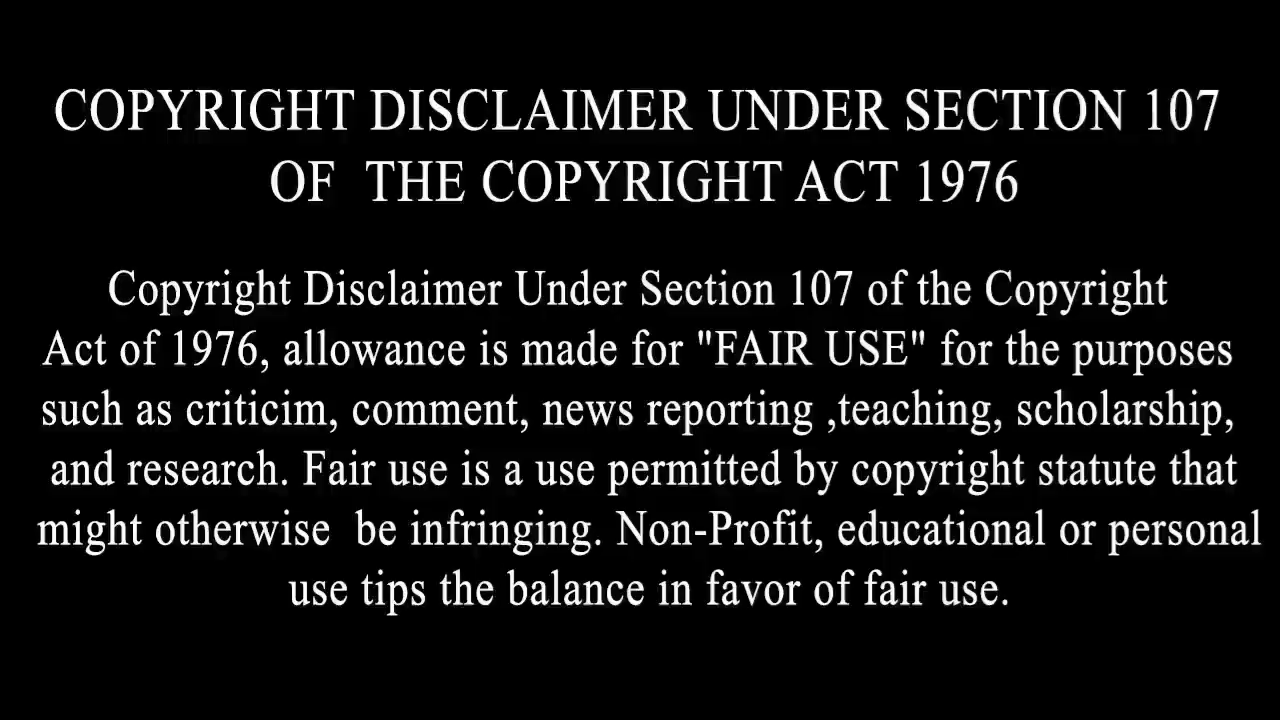 COPYRIGHT DISCLAIMER UNDER SECTION 107
OF  THE COPYRIGHT ACT 1976
Copyright Disclaimer Under Section 107 of the Copyright
Act of 1976, allowance is made for "FAIR USE" for the purposes
such as criticim, comment, news reporting ,teaching, scholarship,
and research. Fair use is a use permitted by copyright statute that
might otherwise  be infringing. Non-Profit, educational or personal
use tips the balance in favor of fair use.